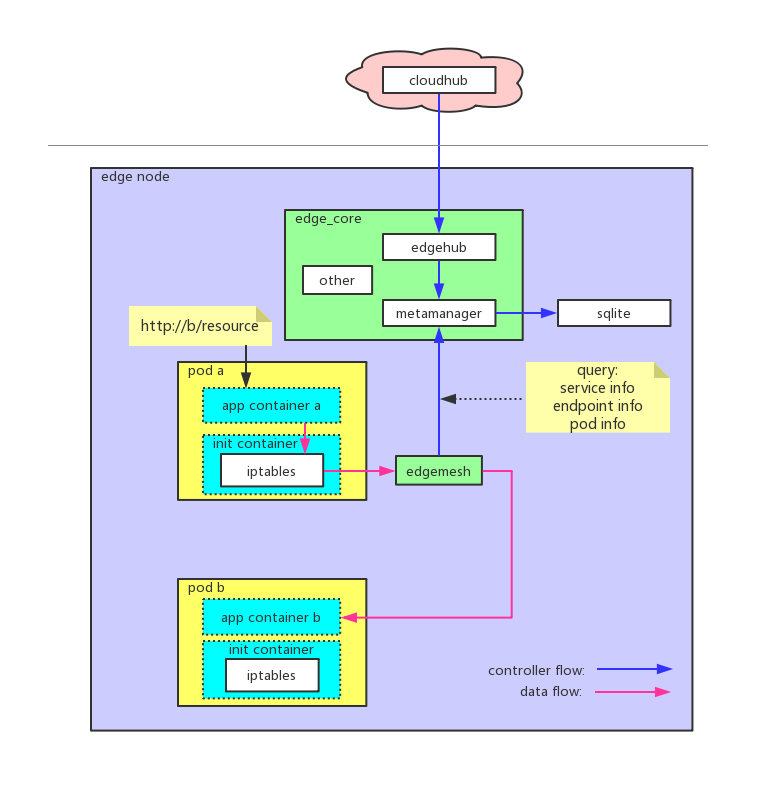 cloudhub
edge node
edge_core
edgehub
other
metamanager
sqlite
http://b/resource
pod a
app container a
init container
iptables
query:
service info
endpoint info
pod info
edgemesh
pod b
app container b
init container
iptables
controller flow:
data flow: